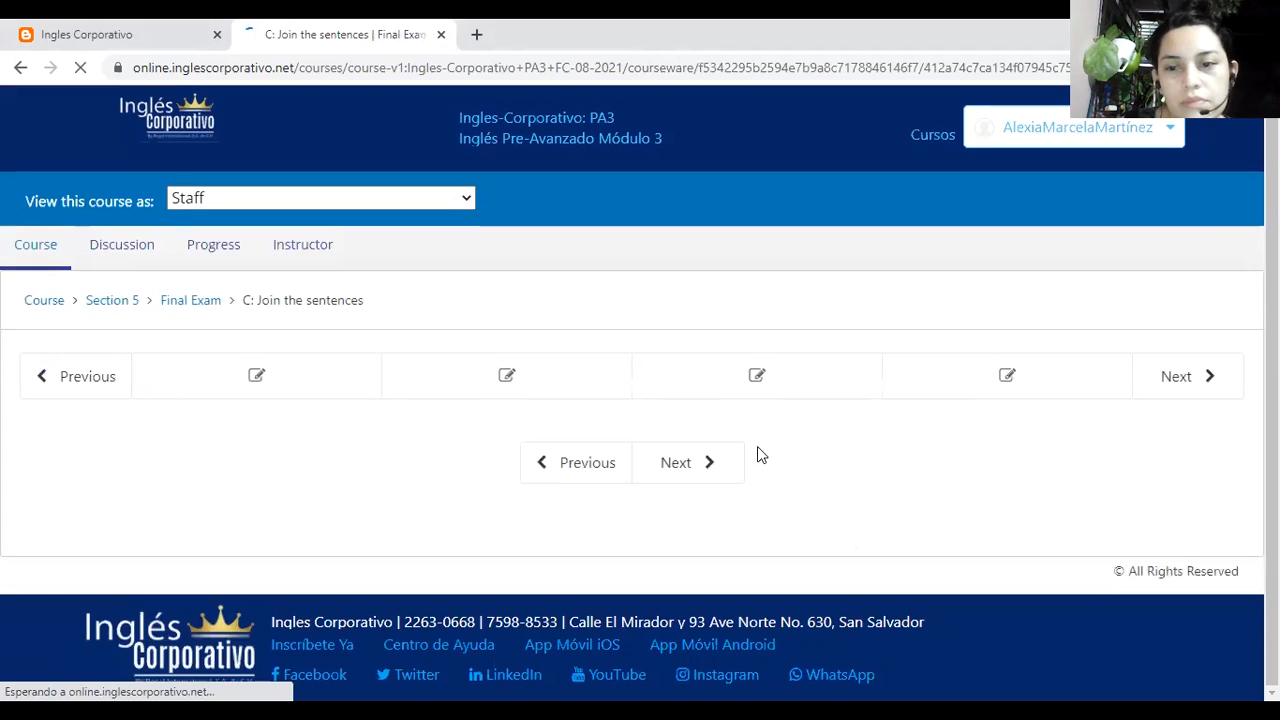 Ingles Corporativo
C: Join the sentences | Final Exam
online.inglescorporativo.net/courses/course-v1:Ingles-Corporativo+PA3+FC-08-2021/courseware/f5342295b2594e7b9a8c7178846146f7/412a74c7ca134f07945c75
Inglés
Corporativo
Ingles-Corporativo: PA3
Inglés Pre-Avanzado Módulo 3
Cursos
AlexiaMarcelaMartínez
View this course as:
Staff
Course
Discussion
Progress
Instructor
Course > Section 5 > Final Exam > C: Join the sentences
Previous
Next
Previous
Next
© All Rights Reserved
Inglés
Corporativo
Ingles Corporativo | 2263-0668 | 7598-8533 | Calle El Mirador y 93 Ave Norte No. 630, San Salvador
Inscríbete Ya
Centro de Ayuda
App Móvil iOS
App Móvil Android
Facebook
Twitter
LinkedIn
YouTube
Instagram
WhatsApp
Esperando a online.inglescorporativo.net...